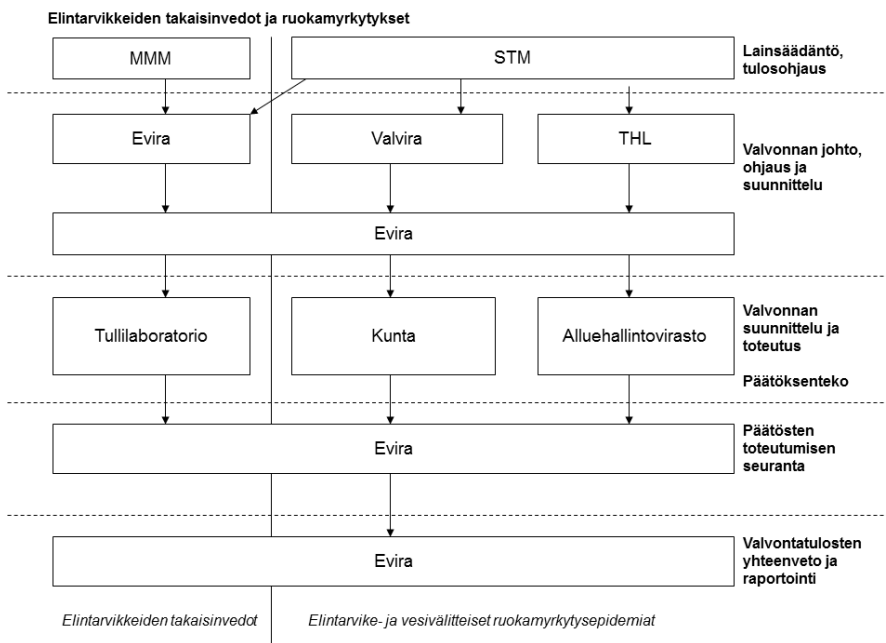 Elintarvikkeiden takaisinvedot ja ruokamyrkytykset
MMM
STM
Lainsäädäntö,
tulosohjaus
Evira
Valvira
THL
Valvonnan johto,
ohjaus ja
suunnittelu
Evira
Tullilaboratorio
Kunta
Alluehallintovirasto
Valvonnan
suunnittelu ja
toteutus
Päätöksenteko
Evira
Päätösten
toteutumisen
seuranta
Evira
Valvontatulosten
yhteenveto ja
raportointi
Elintarvikkeiden takaisinvedot
Elintarvike- ja vesivälitteiset ruokamyrkytysepidemiat